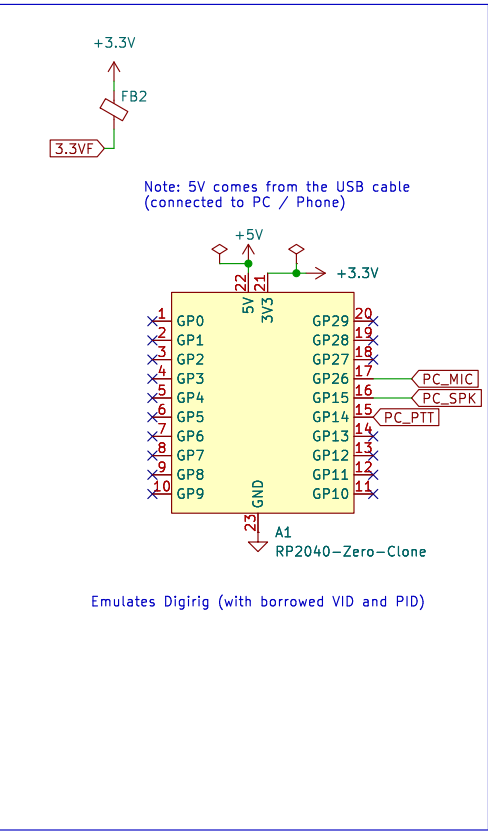 +3.3V
FB2
3.3VF
Note: 5V comes from the USB cable
(connected to PC / Phone)
+5V
+3.3V
22 21
5V 3V3
1 GP0 GP29 20
2 GP1 GP28 19
3 GP2 GP27 18
4 GP3 GP26 17 PC_MIC
5 GP4 GP15 16 PC_SPK
6 GP5 GP14 15 PC_PTT
7 GP6 GP13 14
8 GP7 GP12 13
9 GP8 GP11 12
10 GP9 GP10 11
GND
23
A1
RP2040-Zero-Clone
Emulates Digirig (with borrowed VID and PID)